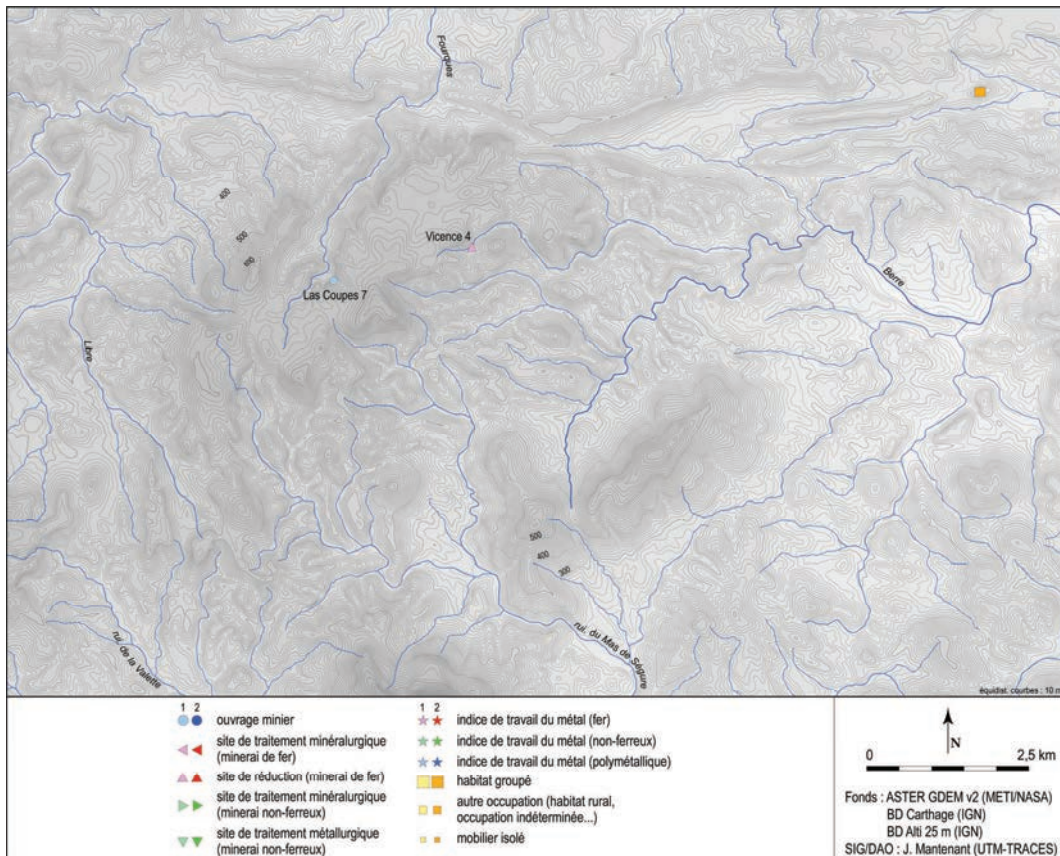 Fourques
400
500
400
Vicence 4
Las Coupes 7
Berre
Libre
500
400
300
rui. de la Valette
rui. du Mas de Ségure
équidist. courbes : 10 m
1 2
ouvrage minier
site de traitement minéralurgique
(minerai de fer)
site de réduction (minerai de fer)
site de traitement minéralurgique
(minerai non-ferreux)
site de traitement métallurgique
(minerai non-ferreux)
1 2
indice de travail du métal (fer)
indice de travail du métal (non-ferreux)
indice de travail du métal (polymétallique)
habitat groupé
autre occupation (habitat rural,
occupation indéterminée...)
mobilier isolé
N
0 2,5 km
Fonds : ASTER GDEM v2 (METI/NASA)
BD Carthage (IGN)
BD Alti 25 m (IGN)
SIG/DAO : J. Mantenant (UTM-TRACES)